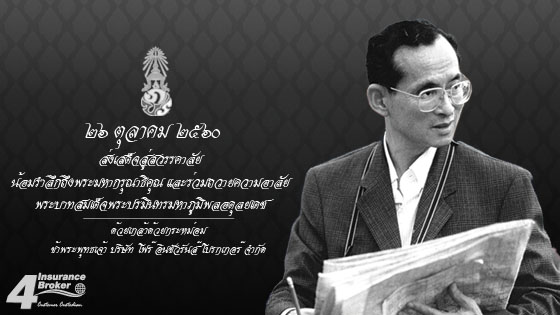 ๒๖ ตุลาคม ๒๕๖๐
ส่งเสด็จสู่สวรรคาลัย
น้อมรำลึกถึงพระมหากรุณาธิคุณ และร่วมถวายความอาลัย
พระบาทสมเด็จพระปรมินทรมหาภูมิพลอดุลยเดช
ด้วยเกล้าด้วยกระหม่อม
ข้าพระพุทธเจ้า บริษัท โฟร์ อินชัวรันส์ โบรกเกอร์ จำกัด
4 Insurance
Broker
Customer Custodian